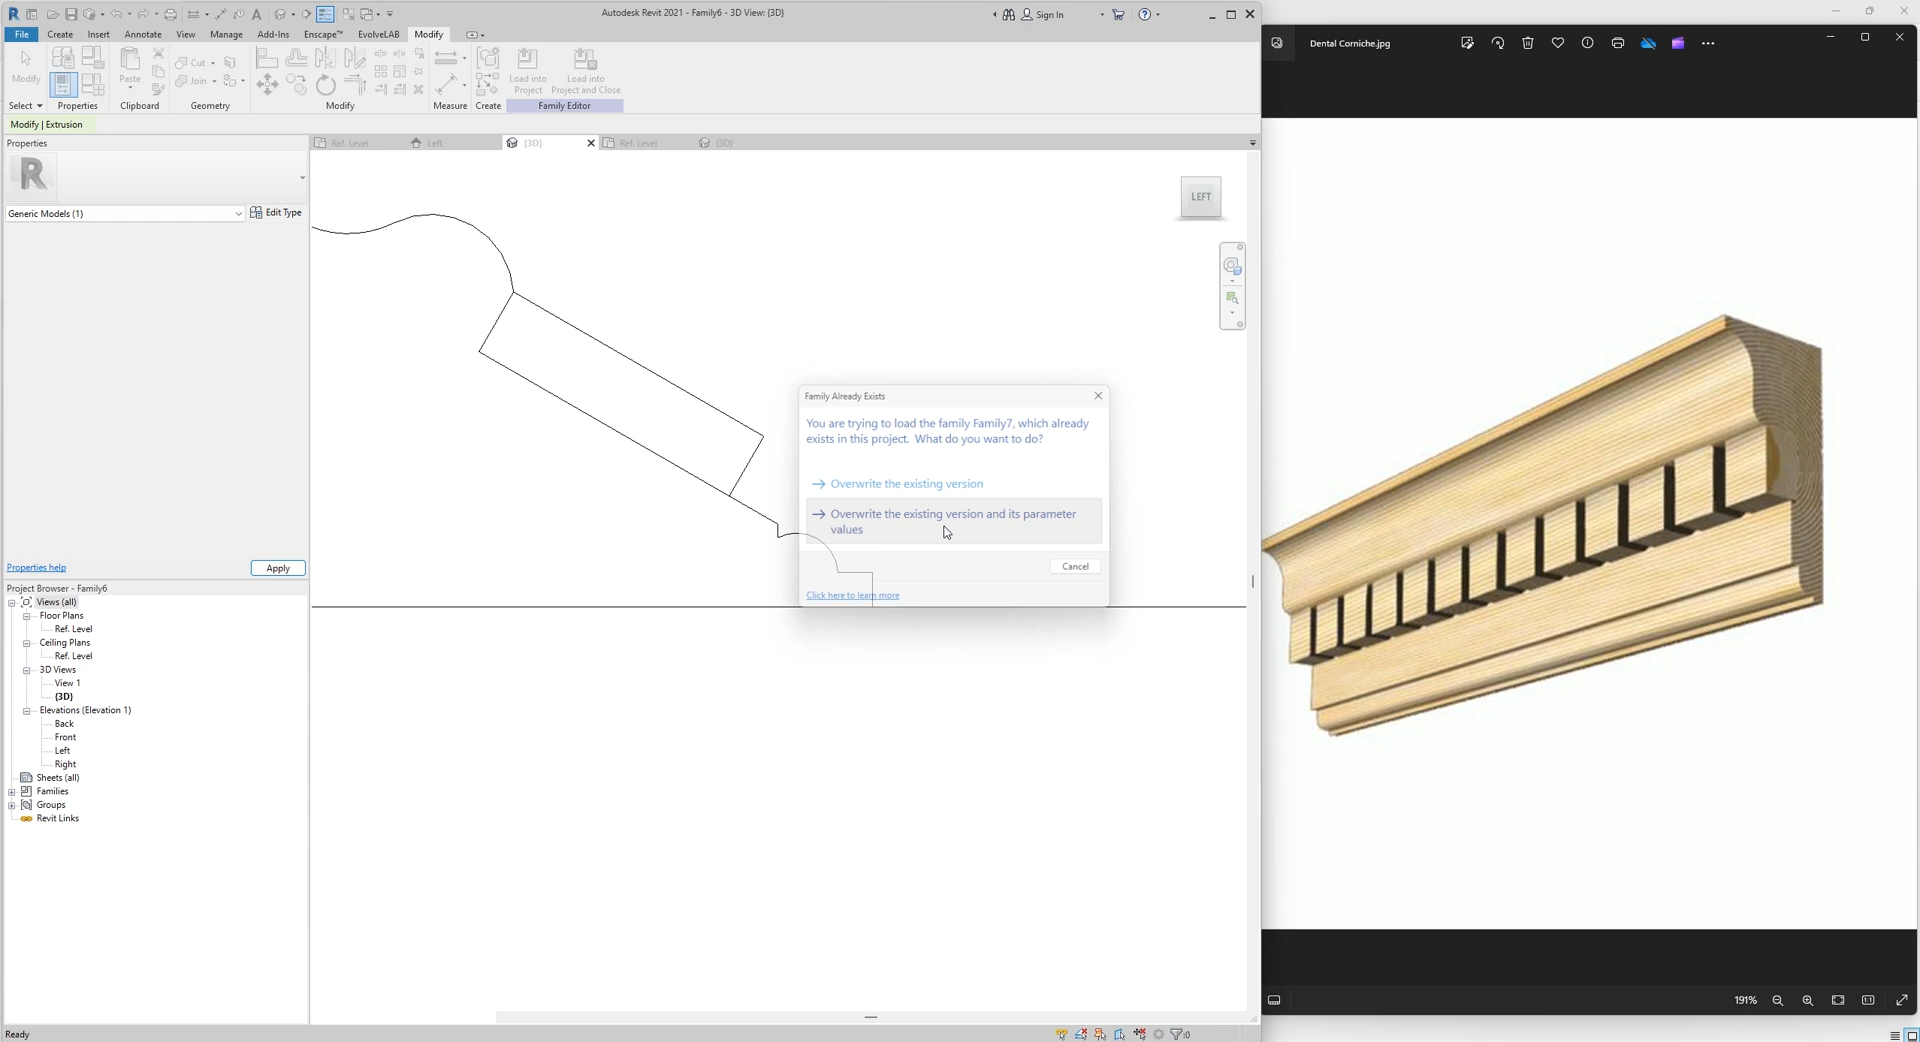 Autodesk Revit 2021 - Family6 - 3D View: {3D}
Sign In
File Create Insert Annotate View Manage Add-Ins Enscape™ EvolveLAB Modify
Modify
Paste
Cut
Join
Load into Project
Load into Project and Close
Select Properties Clipboard Geometry Modify Measure Create Family Editor
Modify | Extrusion
Properties
Generic Models (1)
Edit Type
Properties help
Apply
Project Browser - Family6
Views (all)
Floor Plans
Ref. Level
Ceiling Plans
Ref. Level
3D Views
View 1
{3D}
Elevations (Elevation 1)
Back
Front
Left
Right
Sheets (all)
Families
Groups
Revit Links
Ready
Ref. Level
Left
{3D}
Ref. Level
{3D}
LEFT
Family Already Exists
You are trying to load the family Family7, which already
exists in this project. What do you want to do?
Overwrite the existing version
Overwrite the existing version and its parameter
values
Cancel
Click here to learn more
:0
Dental Corniche.jpg
191%